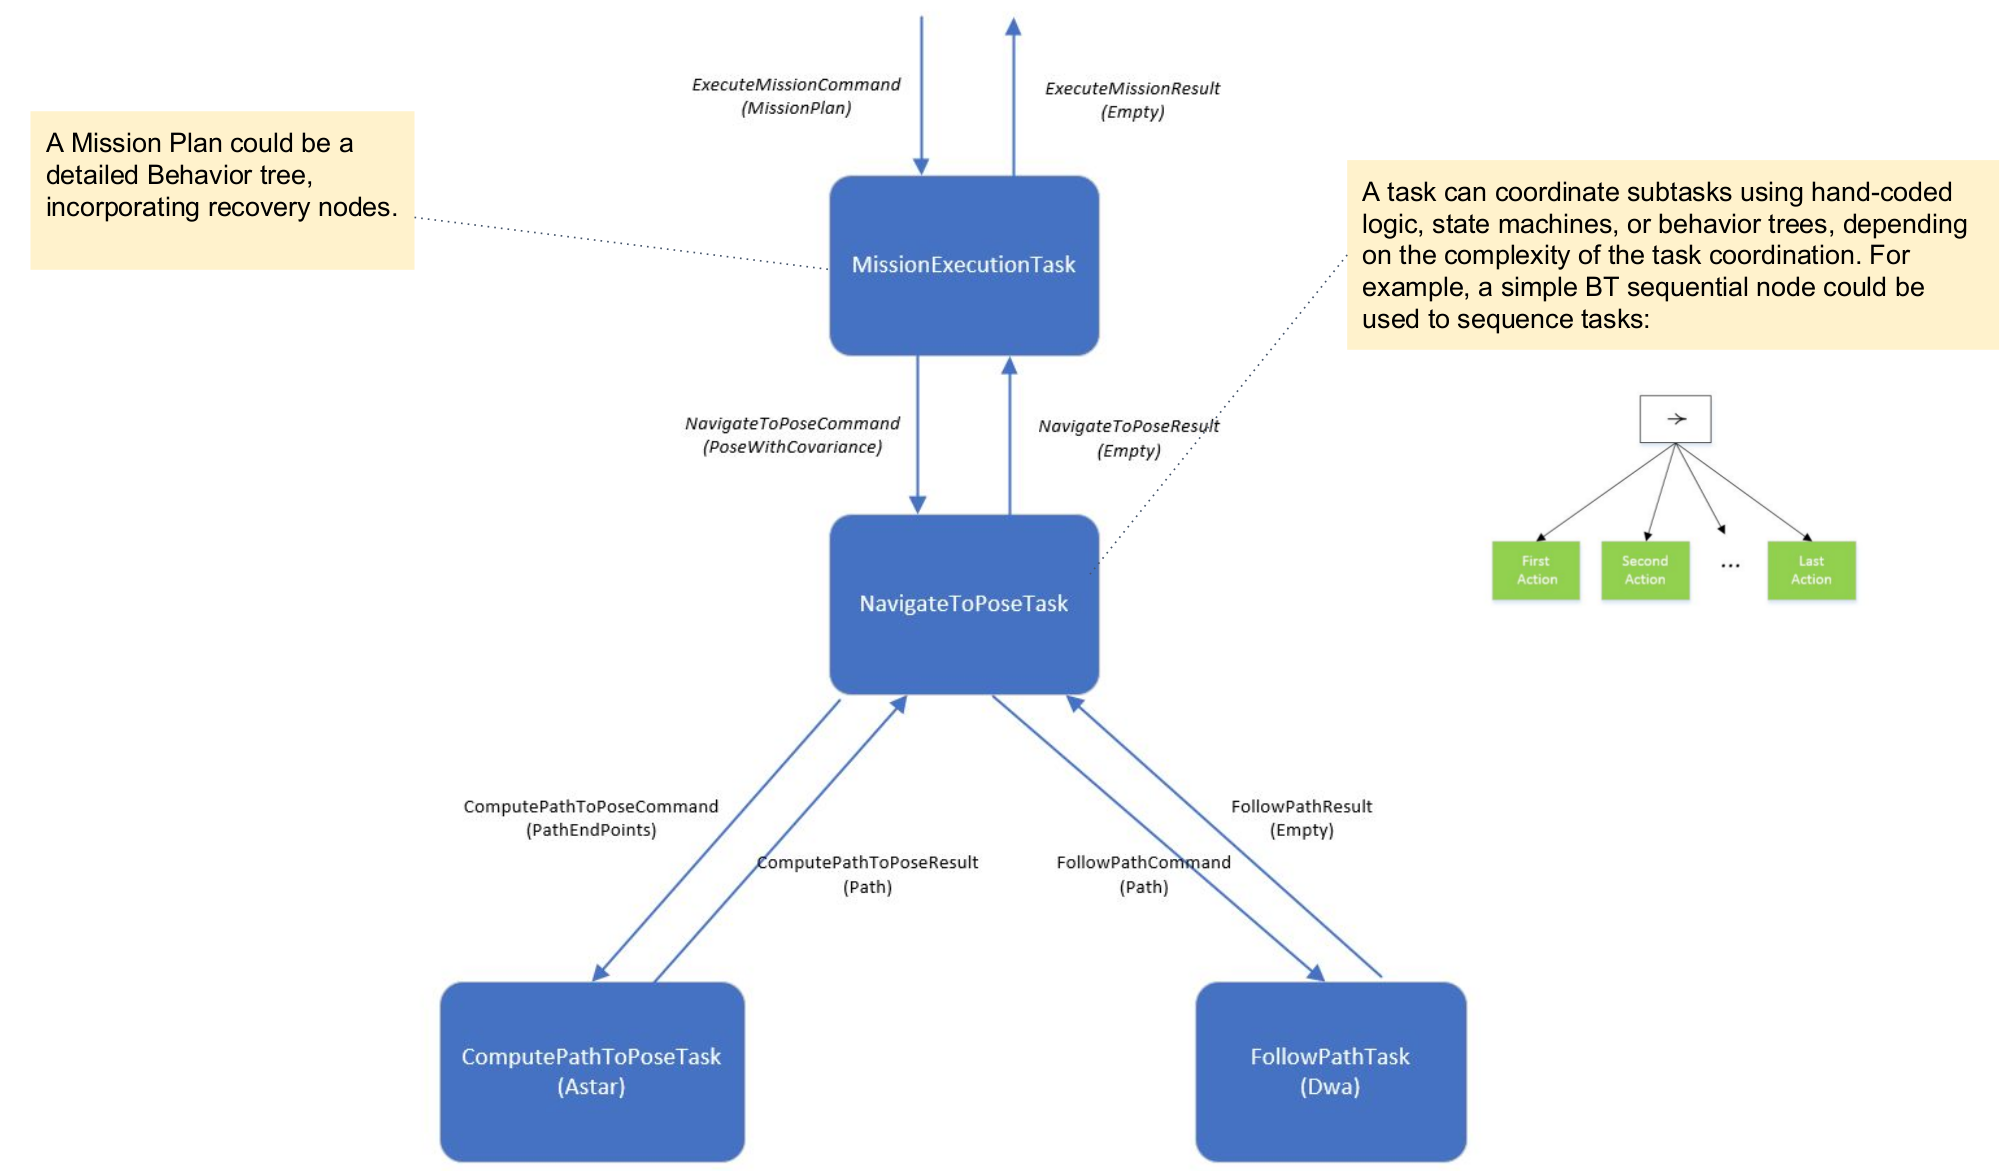 ExecuteMissionCommand
(MissionPlan)
ExecuteMissionResult
(Empty)
A Mission Plan could be a
detailed Behavior tree,
incorporating recovery nodes.
A task can coordinate subtasks using hand-coded
logic, state machines, or behavior trees, depending
on the complexity of the task coordination. For
example, a simple BT sequential node could be
used to sequence tasks:
MissionExecutionTask
NavigateToPoseCommand
(PoseWithCovariance)
NavigateToPoseResult
(Empty)
First
Action
Second
Action
...
Last
Action
NavigateToPoseTask
ComputePathToPoseCommand
(PathEndPoints)
ComputePathToPoseResult
(Path)
FollowPathCommand
(Path)
FollowPathResult
(Empty)
ComputePathToPoseTask
(Astar)
FollowPathTask
(Dwa)